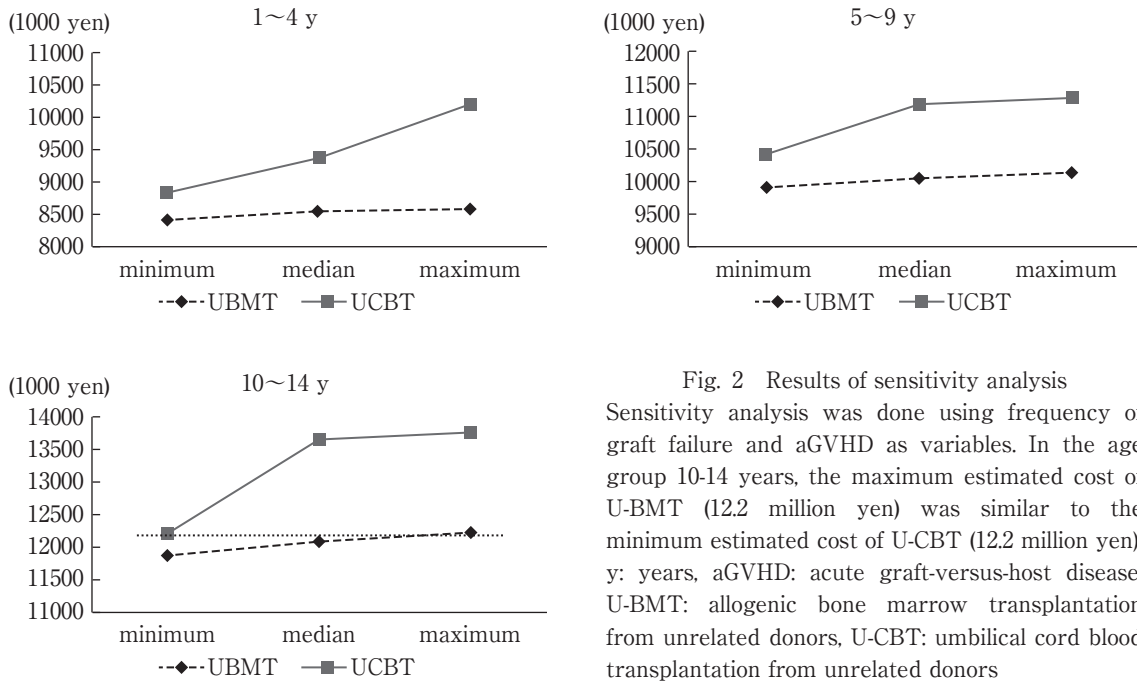 (1000 yen)
1～4 y
11000
10500
10000
9500
9000
8500
8000
minimum median maximum
UBMT UCBT
(1000 yen)
5～9 y
12000
11500
11000
10500
10000
9500
9000
minimum median maximum
UBMT UCBT
(1000 yen)
10～14 y
14000
13500
13000
12500
12000
11500
11000
minimum median maximum
UBMT UCBT
Fig. 2 Results of sensitivity analysis
Sensitivity analysis was done using frequency o
graft failure and aGVHD as variables. In the age
group 10-14 years, the maximum estimated cost o
U-BMT (12.2 million yen) was similar to the
minimum estimated cost of U-CBT (12.2 million yen)
y: years, aGVHD: acute graft-versus-host disease
U-BMT: allogenic bone marrow transplantation
from unrelated donors, U-CBT: umbilical cord blood
transplantation from unrelated donors